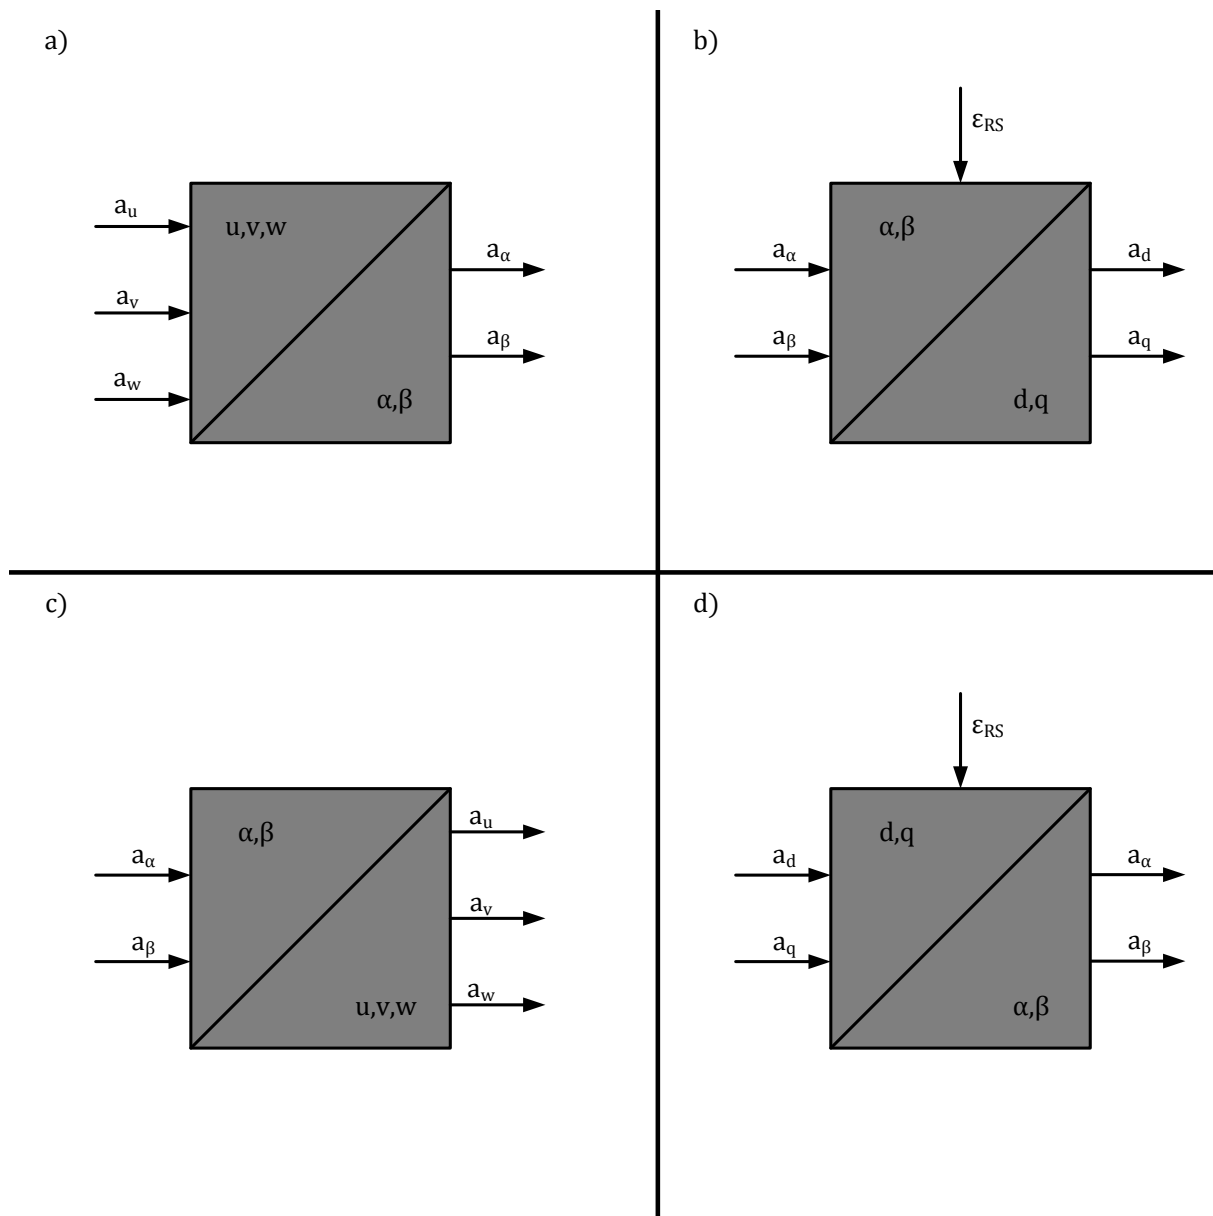 a)
a_u
a_v
a_w
u,v,w
α,β
a_α
a_β
b)
ε_RS
a_α
a_β
α,β
d,q
a_d
a_q
c)
a_α
a_β
α,β
u,v,w
a_u
a_v
a_w
d)
ε_RS
a_d
a_q
d,q
α,β
a_α
a_β